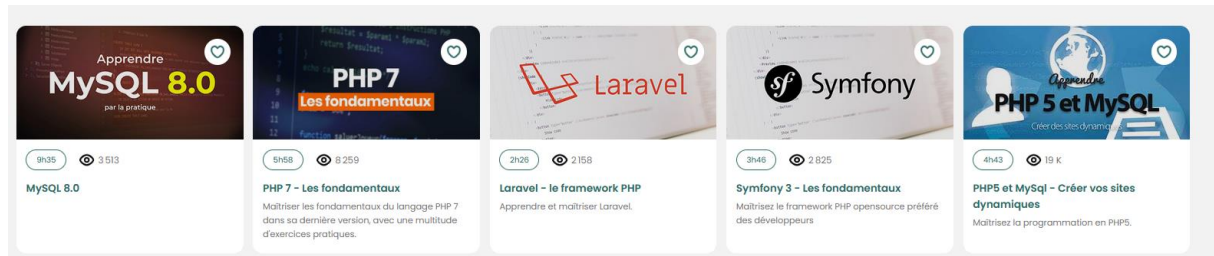 Apprendre
MySQL 8.0
par la pratique
9h35 3 513
MySQL 8.0
PHP 7
Les fondamentaux
5h58 8 259
PHP 7 - Les fondamentaux
Maîtriser les fondamentaux du langage PHP 7
dans sa dernière version, avec une multitude
d'exercices pratiques.
Laravel
2h26 2 158
Laravel - le framework PHP
Apprendre et maîtriser Laravel.
sf Symfony
3h46 2 825
Symfony 3 - Les fondamentaux
Maîtrisez le framework PHP opensource préféré
des développeurs
Apprendre
PHP 5 et MySQL
Créer des sites dynamiques
4h43 19 K
PHP5 et MySql - Créer vos sites
dynamiques
Maîtrisez la programmation en PHP5.